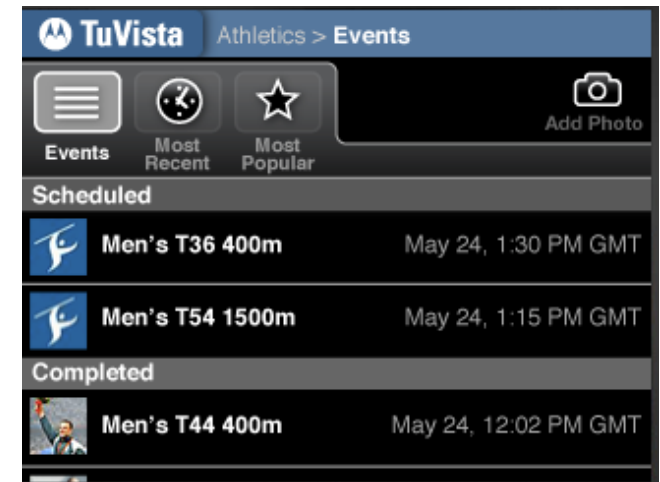 TuVista Athletics > Events
Add Photo
Events Most Recent Most Popular
Scheduled
Men's T36 400m May 24, 1:30 PM GMT
Men's T54 1500m May 24, 1:15 PM GMT
Completed
Men's T44 400m May 24, 12:02 PM GMT